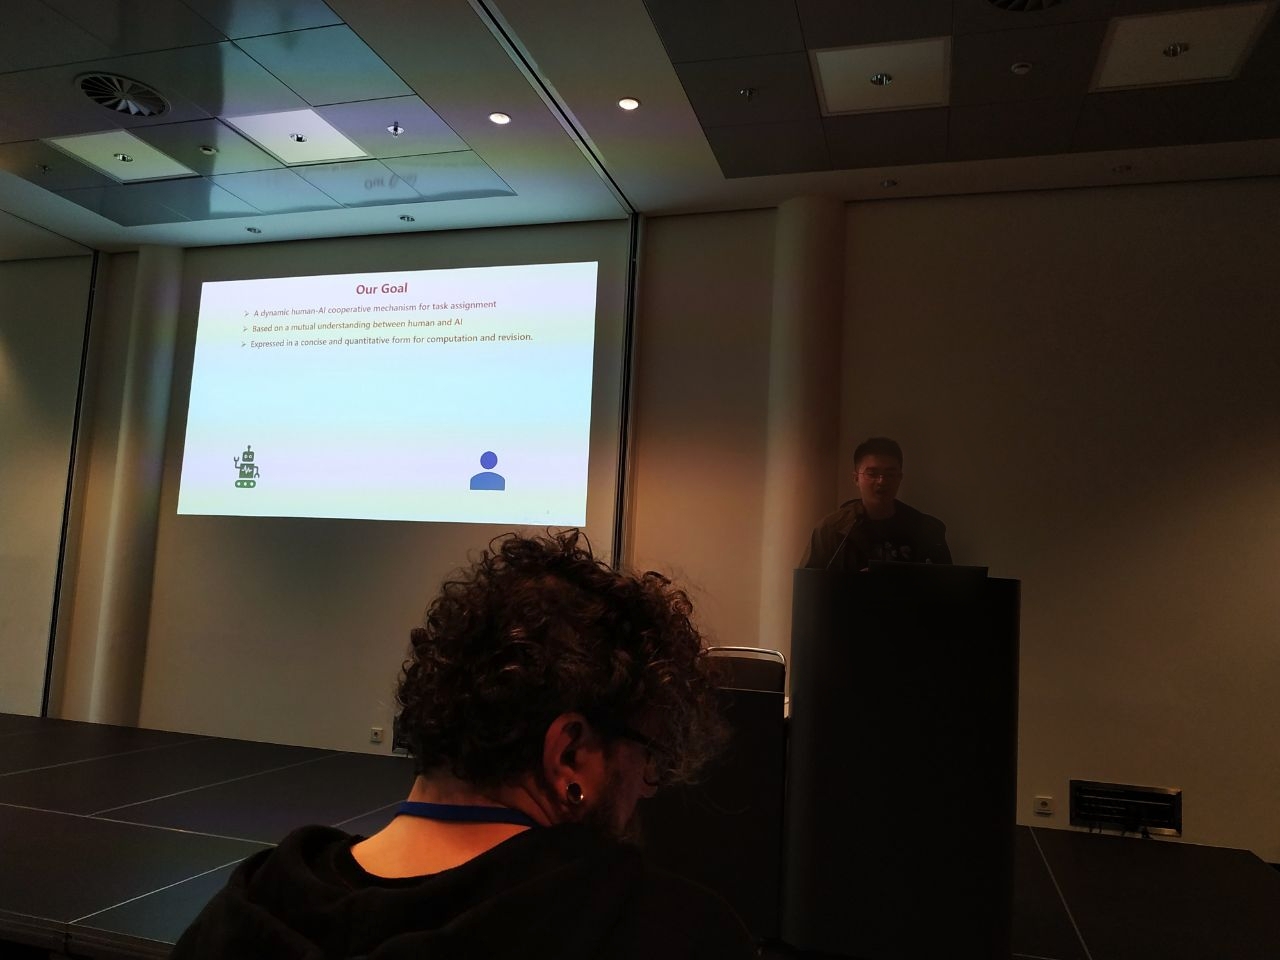 Our Goal
➢ A dynamic human-AI cooperative mechanism for task assignment
➢ Based on a mutual understanding between human and AI
➢ Expressed in a concise and quantitative form for computation and revision.